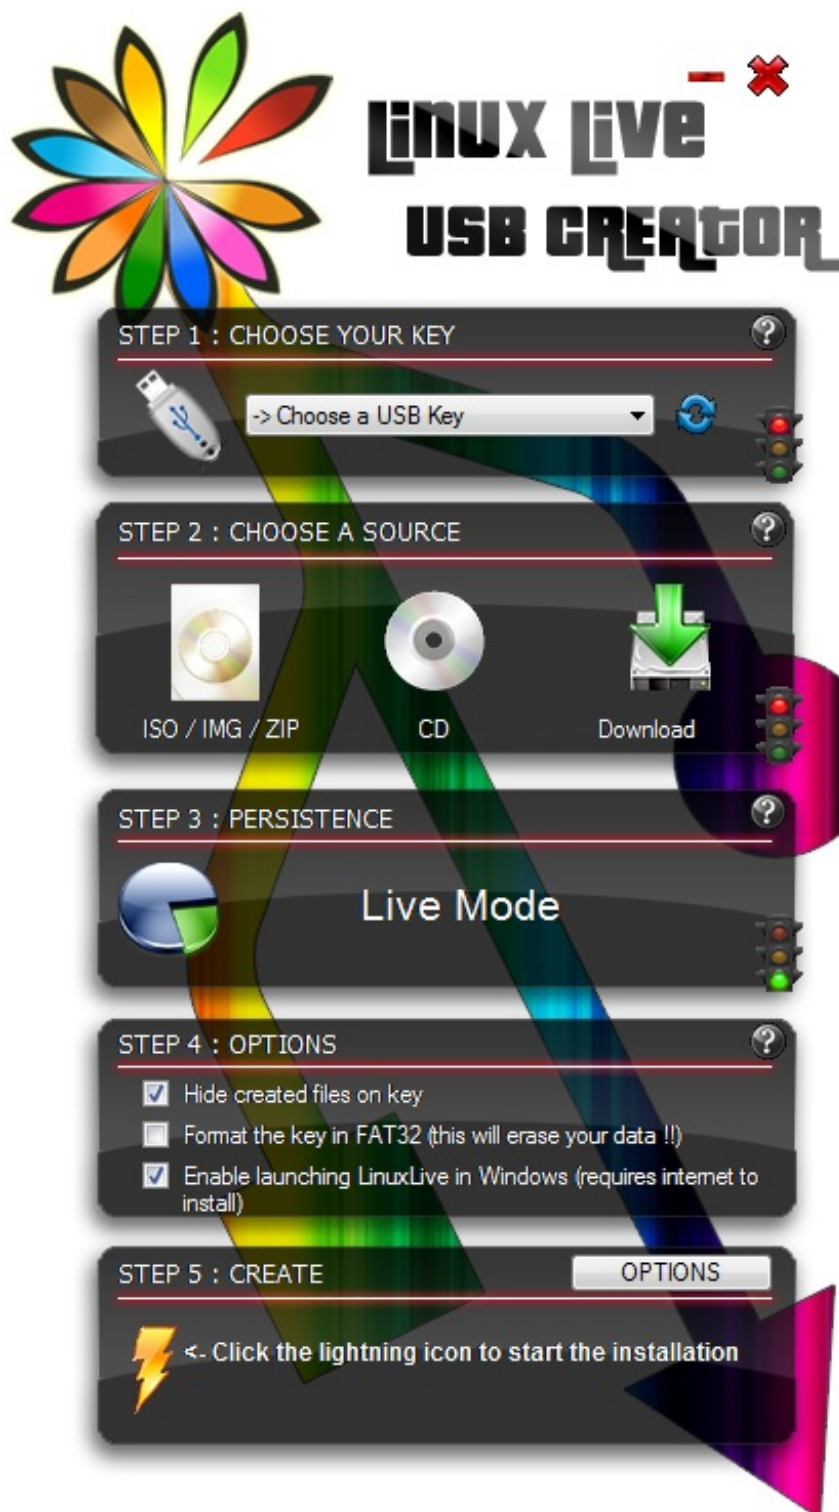 Linux Live
USB CREATOR
STEP 1 : CHOOSE YOUR KEY
?
-> Choose a USB Key
STEP 2 : CHOOSE A SOURCE
?
ISO / IMG / ZIP
CD
Download
STEP 3 : PERSISTENCE
?
Live Mode
STEP 4 : OPTIONS
?
Hide created files on key
Format the key in FAT32 (this will erase your data !!)
Enable launching LinuxLive in Windows (requires internet to
install)
STEP 5 : CREATE
OPTIONS
<- Click the lightning icon to start the installation